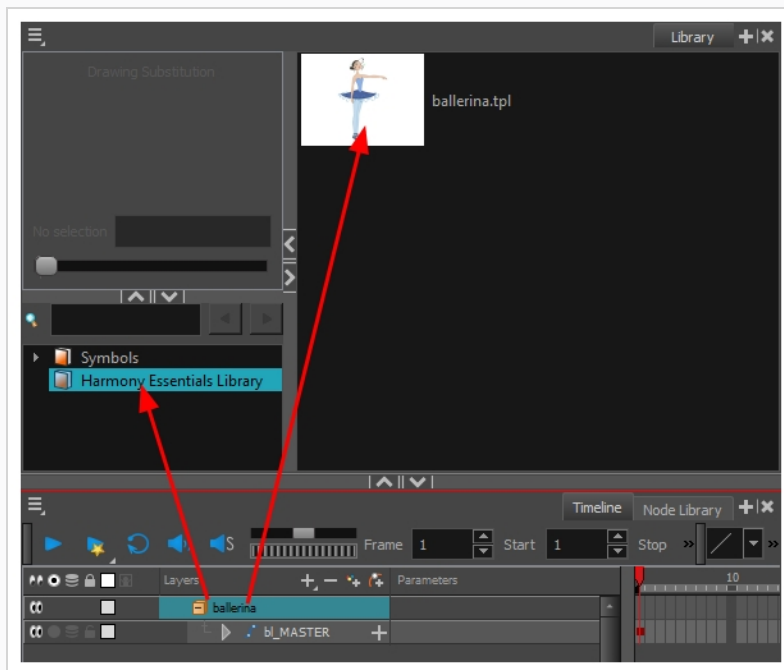 Library
Drawing Substitution
ballerina.tpl
No selection
Symbols
Harmony Essentials Library
Timeline
Node Library
S
Frame 1 Start 1 Stop »
»
Layers Parameters 10
ballerina
bl_MASTER